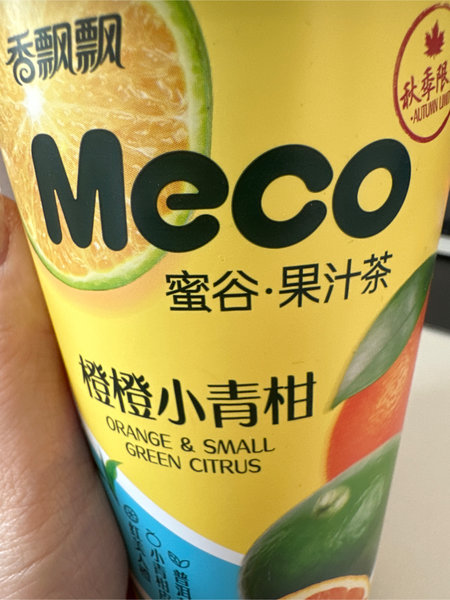 香飘飘
秋季限
·AUTUMN LIMIT
Meco
蜜谷·果汁茶
橙橙小青柑
ORANGE & SMALL
GREEN CITRUS